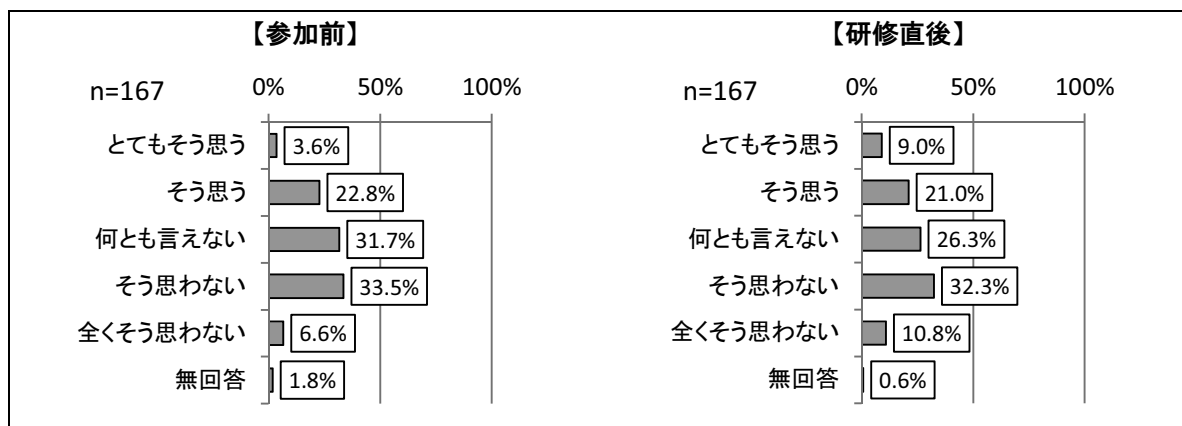 【参加前】
n=167
0% 50% 100%
とてもそう思う 3.6%
そう思う 22.8%
何とも言えない 31.7%
そう思わない 33.5%
全くそう思わない 6.6%
無回答 1.8%
【研修直後】
n=167
0% 50% 100%
とてもそう思う 9.0%
そう思う 21.0%
何とも言えない 26.3%
そう思わない 32.3%
全くそう思わない 10.8%
無回答 0.6%